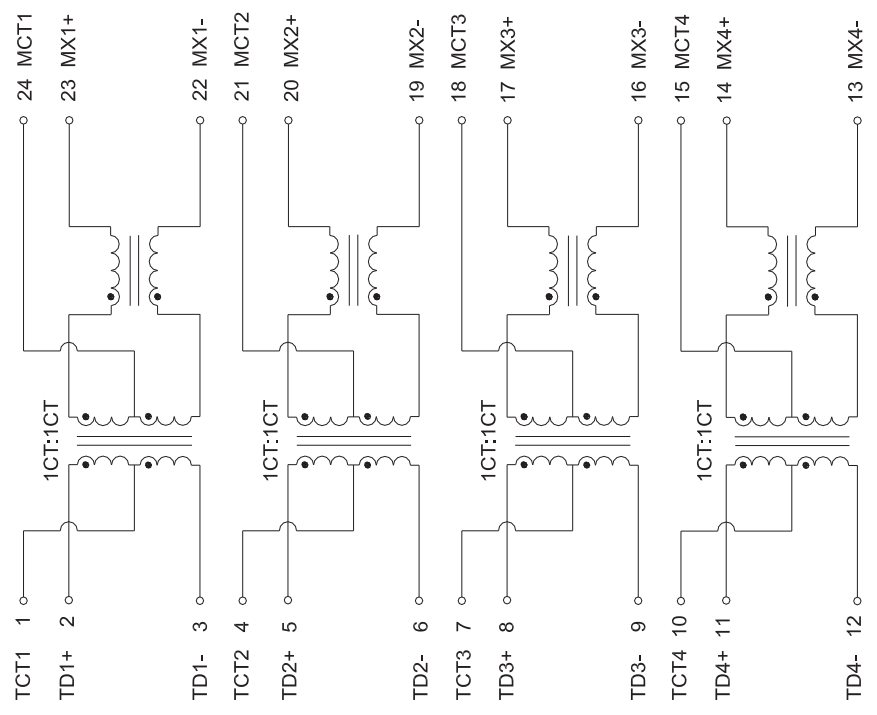 24 MCT1
23 MX1+
22 MX1-
21 MCT2
20 MX2+
19 MX2-
18 MCT3
17 MX3+
16 MX3-
15 MCT4
14 MX4+
13 MX4-
1CT:1CT
1CT:1CT
1CT:1CT
1CT:1CT
TCT1 1
TD1+ 2
TD1- 3
TCT2 4
TD2+ 5
TD2- 6
TCT3 7
TD3+ 8
TD3- 9
TCT4 10
TD4+ 11
TD4- 12